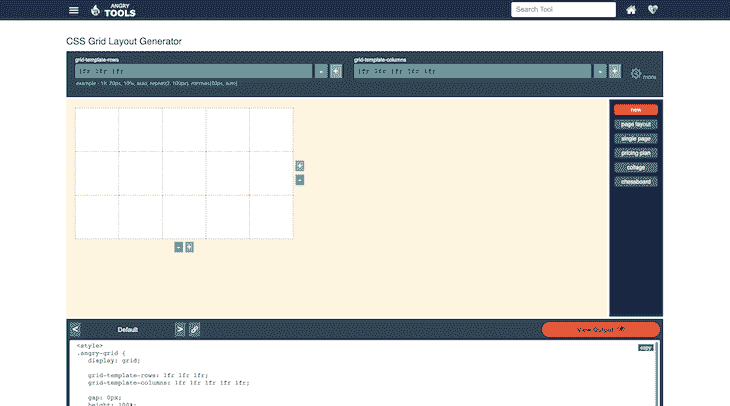 ANGRY
TOOLS
Search Tool
CSS Grid Layout Generator
grid-template-rows
grid-template-columns
1fr 1fr 1fr
-
+
1fr 1fr 1fr 1fr 1fr
-
+
more
example - 1fr, 70px, 10%, auto, repeat(2, 100px), minmax(50px, auto)
new
page layout
single page
pricing plan
collage
chessboard
+
-
-
+
<
Default
>
View Output
<style>
copy
.angry-grid {
display: grid;
grid-template-rows: 1fr 1fr 1fr;
grid-template-columns: 1fr 1fr 1fr 1fr 1fr;
gap: 0px;
height: 100%;